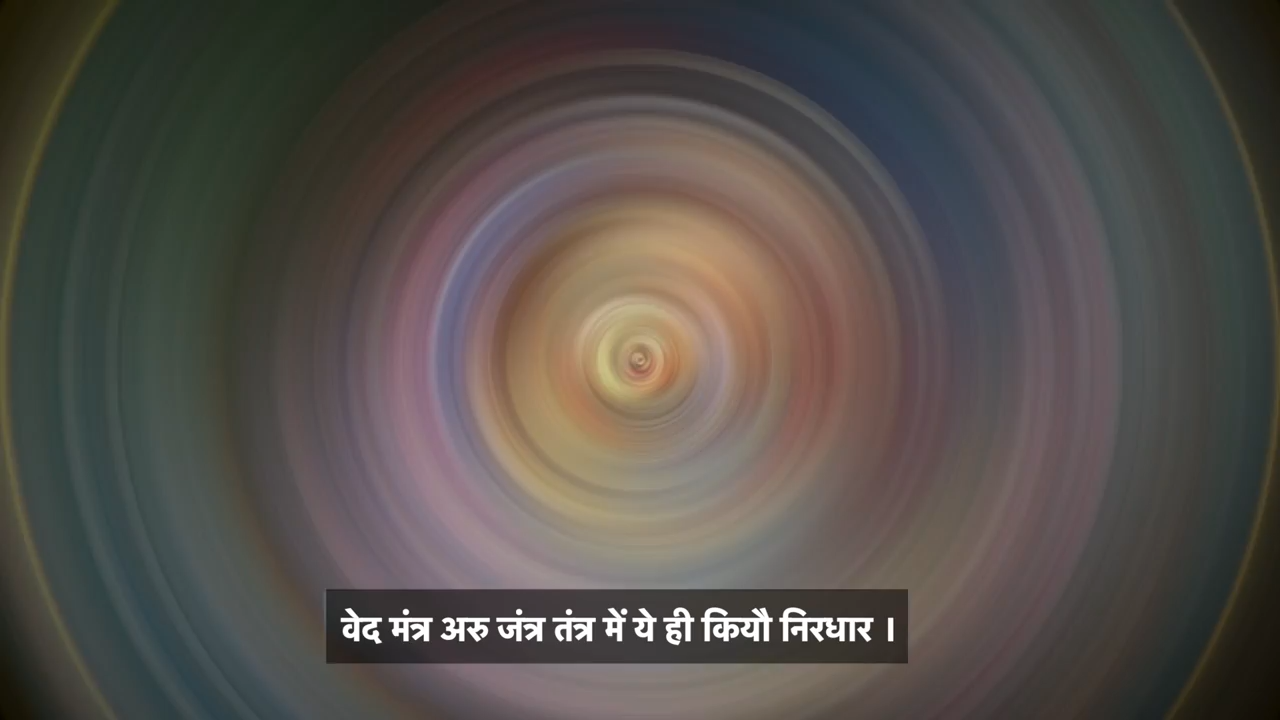 वेद मंत्र अरु जंत्र तंत्र में ये ही कियौ निरधार ।